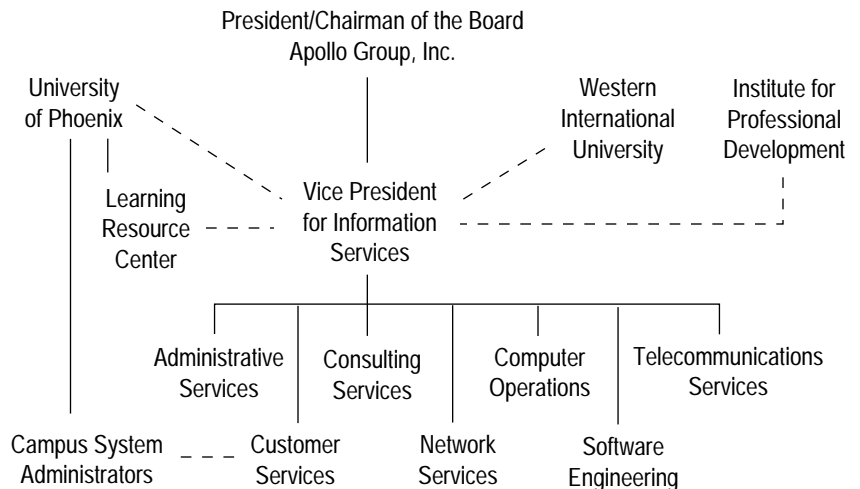 President/Chairman of the Board
Apollo Group, Inc.
University
of Phoenix
Western
International
University
Institute for
Professional
Development
Learning
Resource
Center
Vice President
for Information
Services
Administrative
Services
Consulting
Services
Computer
Operations
Telecommunications
Services
Campus System
Administrators
Customer
Services
Network
Services
Software
Engineering